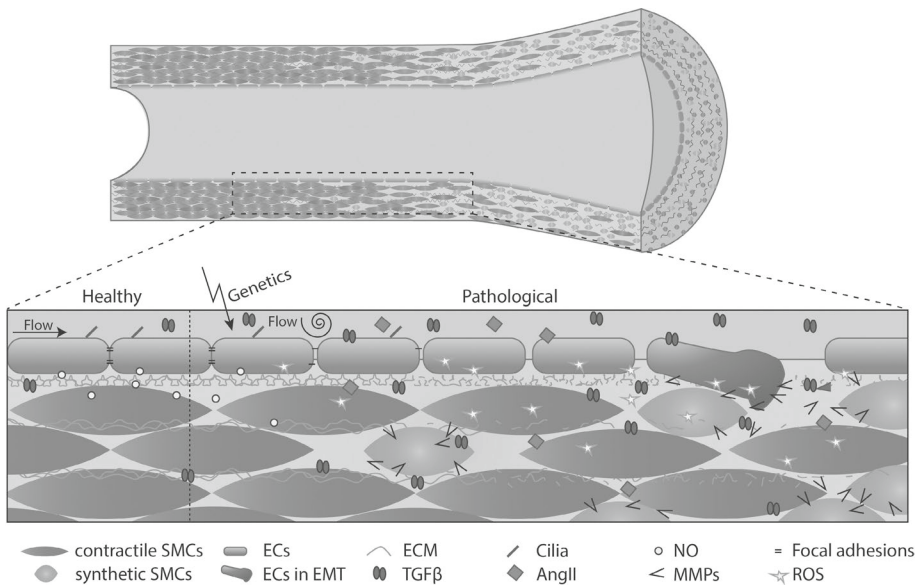 Genetics
Healthy
Pathological
Flow
Flow
contractile SMCs
ECs
ECM
Cilia
NO
Focal adhesions
synthetic SMCs
ECs in EMT
TGFβ
AngII
MMPs
ROS